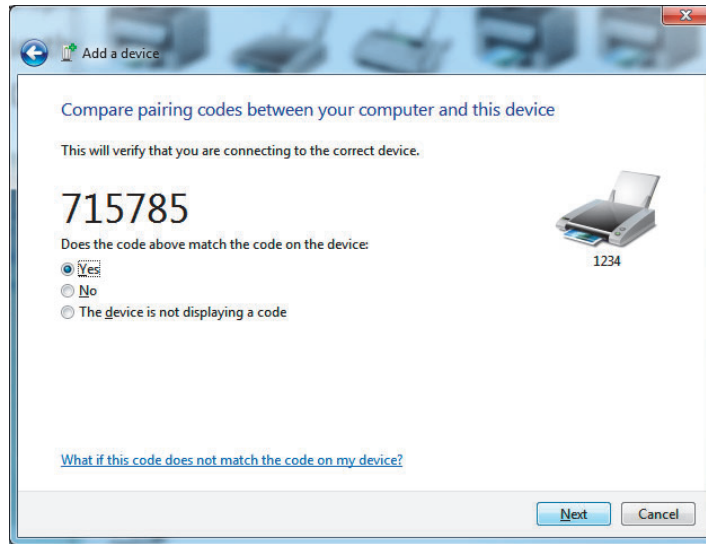 Add a device
Compare pairing codes between your computer and this device
This will verify that you are connecting to the correct device.
715785
Does the code above match the code on the device:
1234
Yes
No
The device is not displaying a code
What if this code does not match the code on my device?
Next Cancel